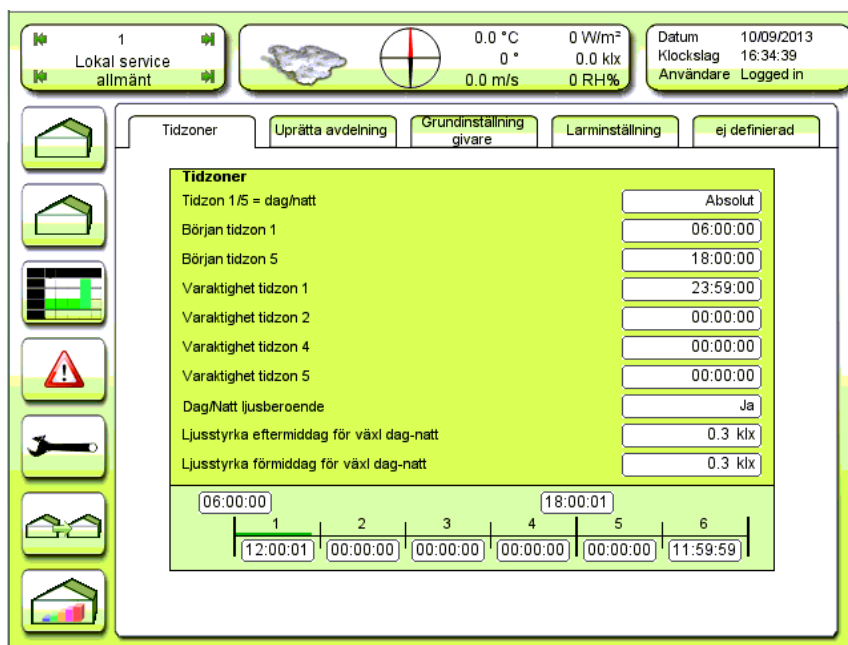 1
Lokal service
allmänt
0.0 °C 0 W/m²
0 ° 0.0 klx
0.0 m/s 0 RH%
Datum 10/09/2013
Klockslag 16:34:39
Användare Logged in
Tidzoner
Uprätta avdelning
Grundinställning
givare
Larminställning
ej definierad
Tidzoner
Tidzon 1/5 = dag/natt Absolut
Början tidzon 1 06:00:00
Början tidzon 5 18:00:00
Varaktighet tidzon 1 23:59:00
Varaktighet tidzon 2 00:00:00
Varaktighet tidzon 4 00:00:00
Varaktighet tidzon 5 00:00:00
Dag/Natt ljusberoende Ja
Ljusstyrka eftermiddag för växl dag-natt 0.3 klx
Ljusstyrka förmiddag för växl dag-natt 0.3 klx
06:00:00 18:00:01
1 2 3 4 5 6
12:00:01 00:00:00 00:00:00 00:00:00 00:00:00 11:59:59